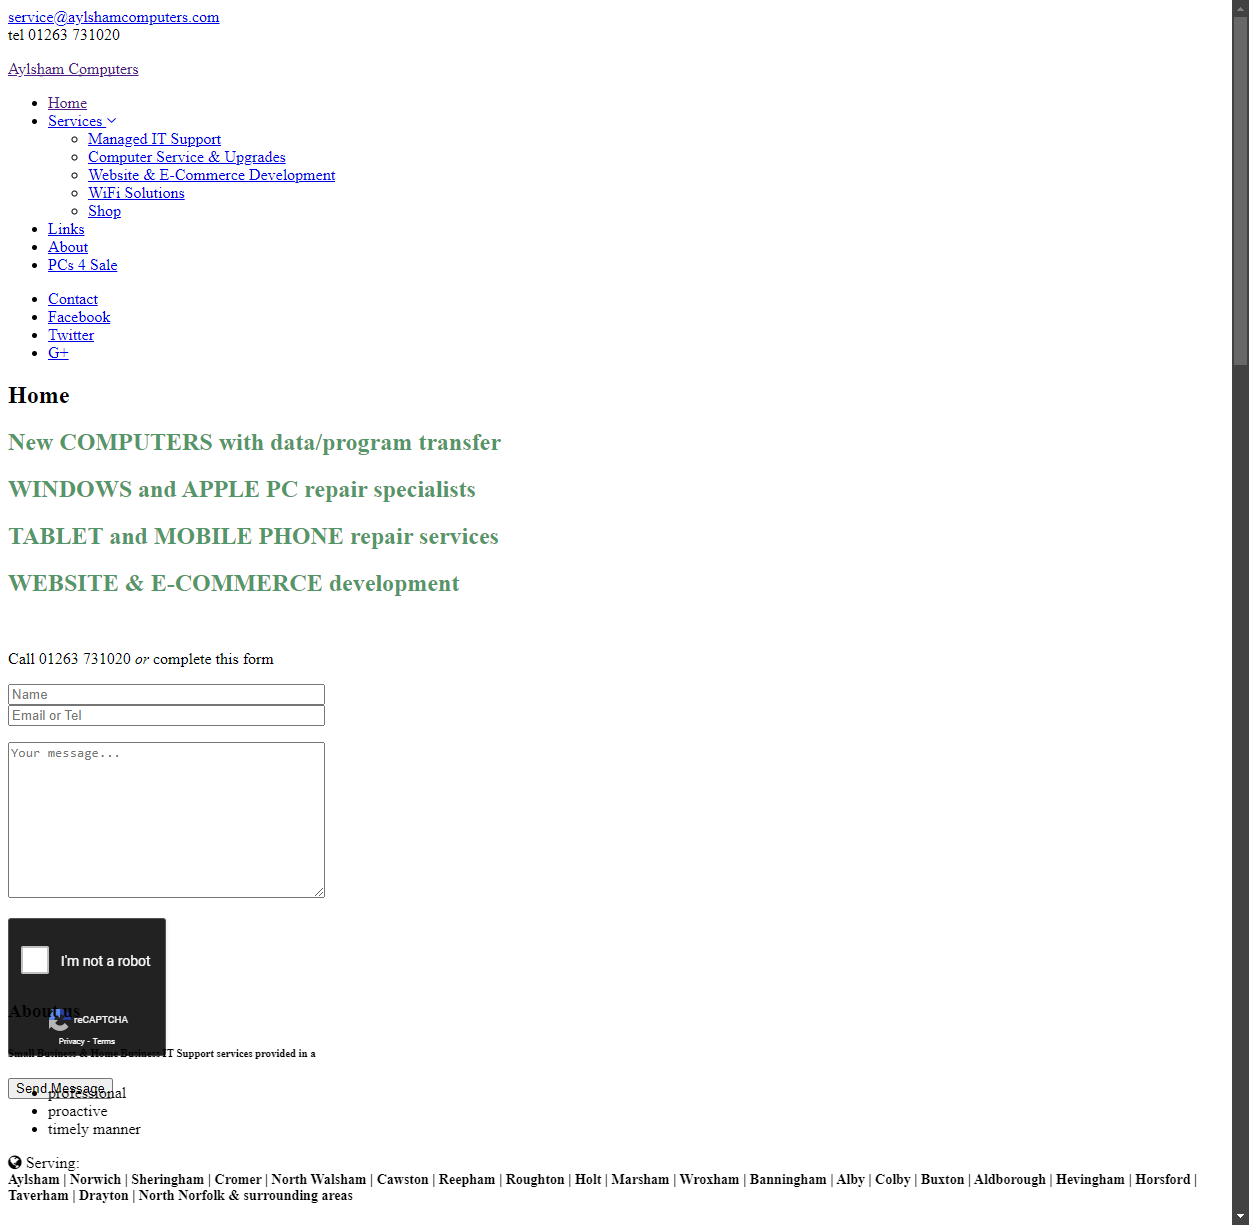 service@aylshamcomputers.com
tel 01263 731020
Aylsham Computers
Home
Services
Managed IT Support
Computer Service & Upgrades
Website & E-Commerce Development
WiFi Solutions
Shop
Links
About
PCs 4 Sale
Contact
Facebook
Twitter
G+
Home
New COMPUTERS with data/program transfer
WINDOWS and APPLE PC repair specialists
TABLET and MOBILE PHONE repair services
WEBSITE & E-COMMERCE development
Call 01263 731020 or complete this form
Name
Email or Tel
Your message...
I'm not a robot
About us
reCAPTCHA
Privacy - Terms
Small Business & Home Business IT Support services provided in a
Send Message
professional
proactive
timely manner
Serving:
Aylsham | Norwich | Sheringham | Cromer | North Walsham | Cawston | Reepham | Roughton | Holt | Marsham | Wroxham | Banningham | Alby | Colby | Buxton | Aldborough | Hevingham | Horsford |
Taverham | Drayton | North Norfolk & surrounding areas